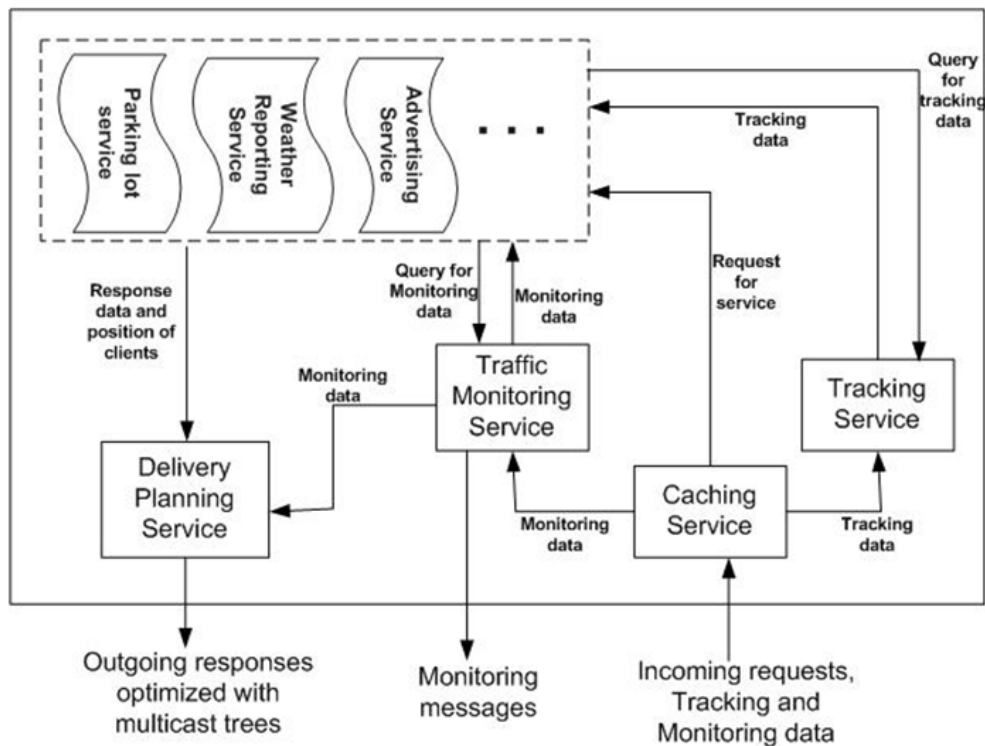 Parking lot
service
Weather
Reporting
Service
Advertising
Service
. . .
Query
for
tracking
data
Tracking
data
Request
for
service
Response
data and
position of
clients
Query for
Monitoring
data
Monitoring
data
Monitoring
data
Traffic
Monitoring
Service
Tracking
Service
Delivery
Planning
Service
Caching
Service
Monitoring
data
Tracking
data
Outgoing responses
optimized with
multicast trees
Monitoring
messages
Incoming requests,
Tracking and
Monitoring data